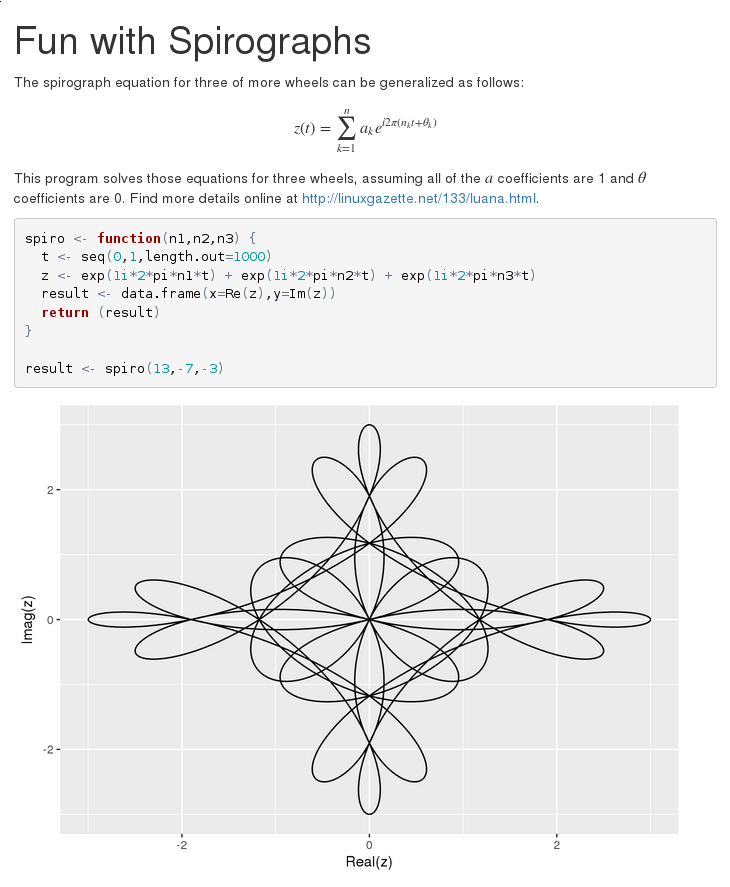 Fun with Spirographs
The spirograph equation for three of more wheels can be generalized as follows:
z(t) = ∑_{k=1}^{n} a_k e^{i2π(n_k t+θ_k)}
This program solves those equations for three wheels, assuming all of the a coefficients are 1 and θ
coefficients are 0. Find more details online at http://linuxgazette.net/133/luana.html.
spiro <- function(n1,n2,n3) {
  t <- seq(0,1,length.out=1000)
  z <- exp(1i*2*pi*n1*t) + exp(1i*2*pi*n2*t) + exp(1i*2*pi*n3*t)
  result <- data.frame(x=Re(z),y=Im(z))
  return (result)
}
result <- spiro(13,-7,-3)
2
0
-2
Imag(z)
-2 0 2
Real(z)